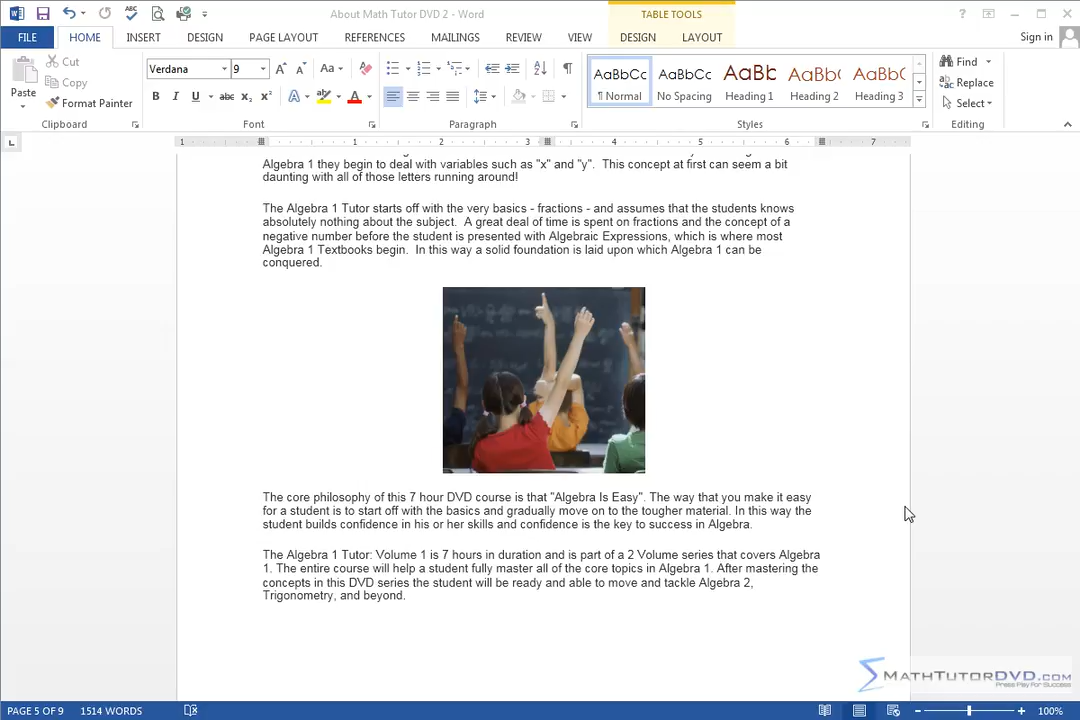 About Math Tutor DVD 2 - Word
TABLE TOOLS
FILE HOME INSERT DESIGN PAGE LAYOUT REFERENCES MAILINGS REVIEW VIEW DESIGN LAYOUT Sign in
Paste
Cut
Copy
Format Painter
Clipboard
Verdana 9
Font
Paragraph
AaBbCc AaBbCc AaBb AaBb( AaBbC
¶ Normal No Spacing Heading 1 Heading 2 Heading 3
Styles
Find
Replace
Select
Editing
1 1 2 3 4 5 6 7
Algebra 1 they begin to deal with variables such as "x" and "y".  This concept at first can seem a bit
daunting with all of those letters running around!
The Algebra 1 Tutor starts off with the very basics - fractions - and assumes that the students knows
absolutely nothing about the subject.  A great deal of time is spent on fractions and the concept of a
negative number before the student is presented with Algebraic Expressions, which is where most
Algebra 1 Textbooks begin.  In this way a solid foundation is laid upon which Algebra 1 can be
conquered.
The core philosophy of this 7 hour DVD course is that "Algebra Is Easy". The way that you make it easy
for a student is to start off with the basics and gradually move on to the tougher material. In this way the
student builds confidence in his or her skills and confidence is the key to success in Algebra.
The Algebra 1 Tutor: Volume 1 is 7 hours in duration and is part of a 2 Volume series that covers Algebra
1. The entire course will help a student fully master all of the core topics in Algebra 1. After mastering the
concepts in this DVD series the student will be ready and able to move and tackle Algebra 2,
Trigonometry, and beyond.
MATHTUTORDVD.COM
Press Play For Success
PAGE 5 OF 9 1514 WORDS 100%